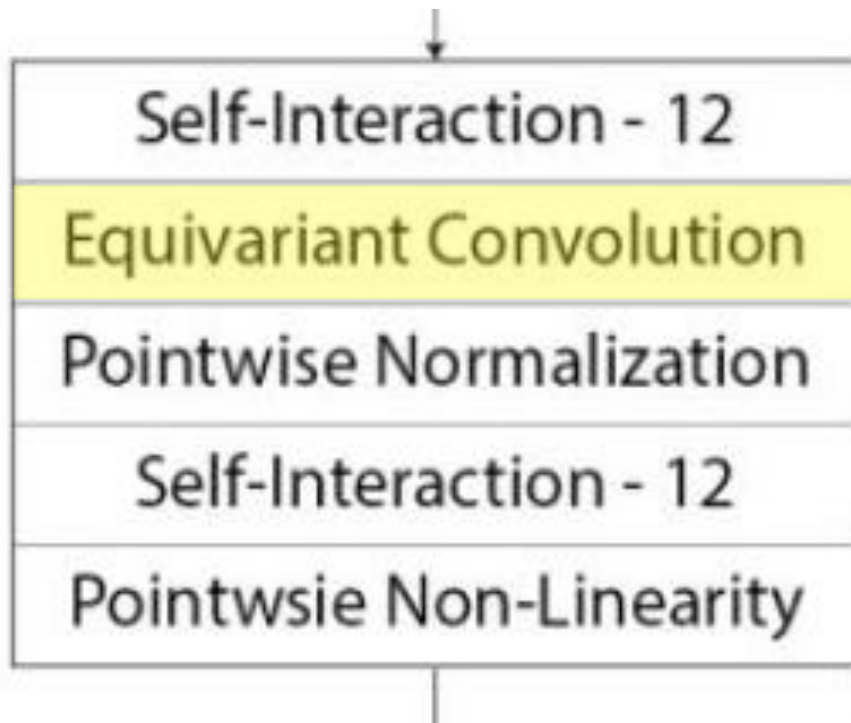 Self-Interaction - 12
Equivariant Convolution
Pointwise Normalization
Self-Interaction - 12
Pointwsie Non-Linearity